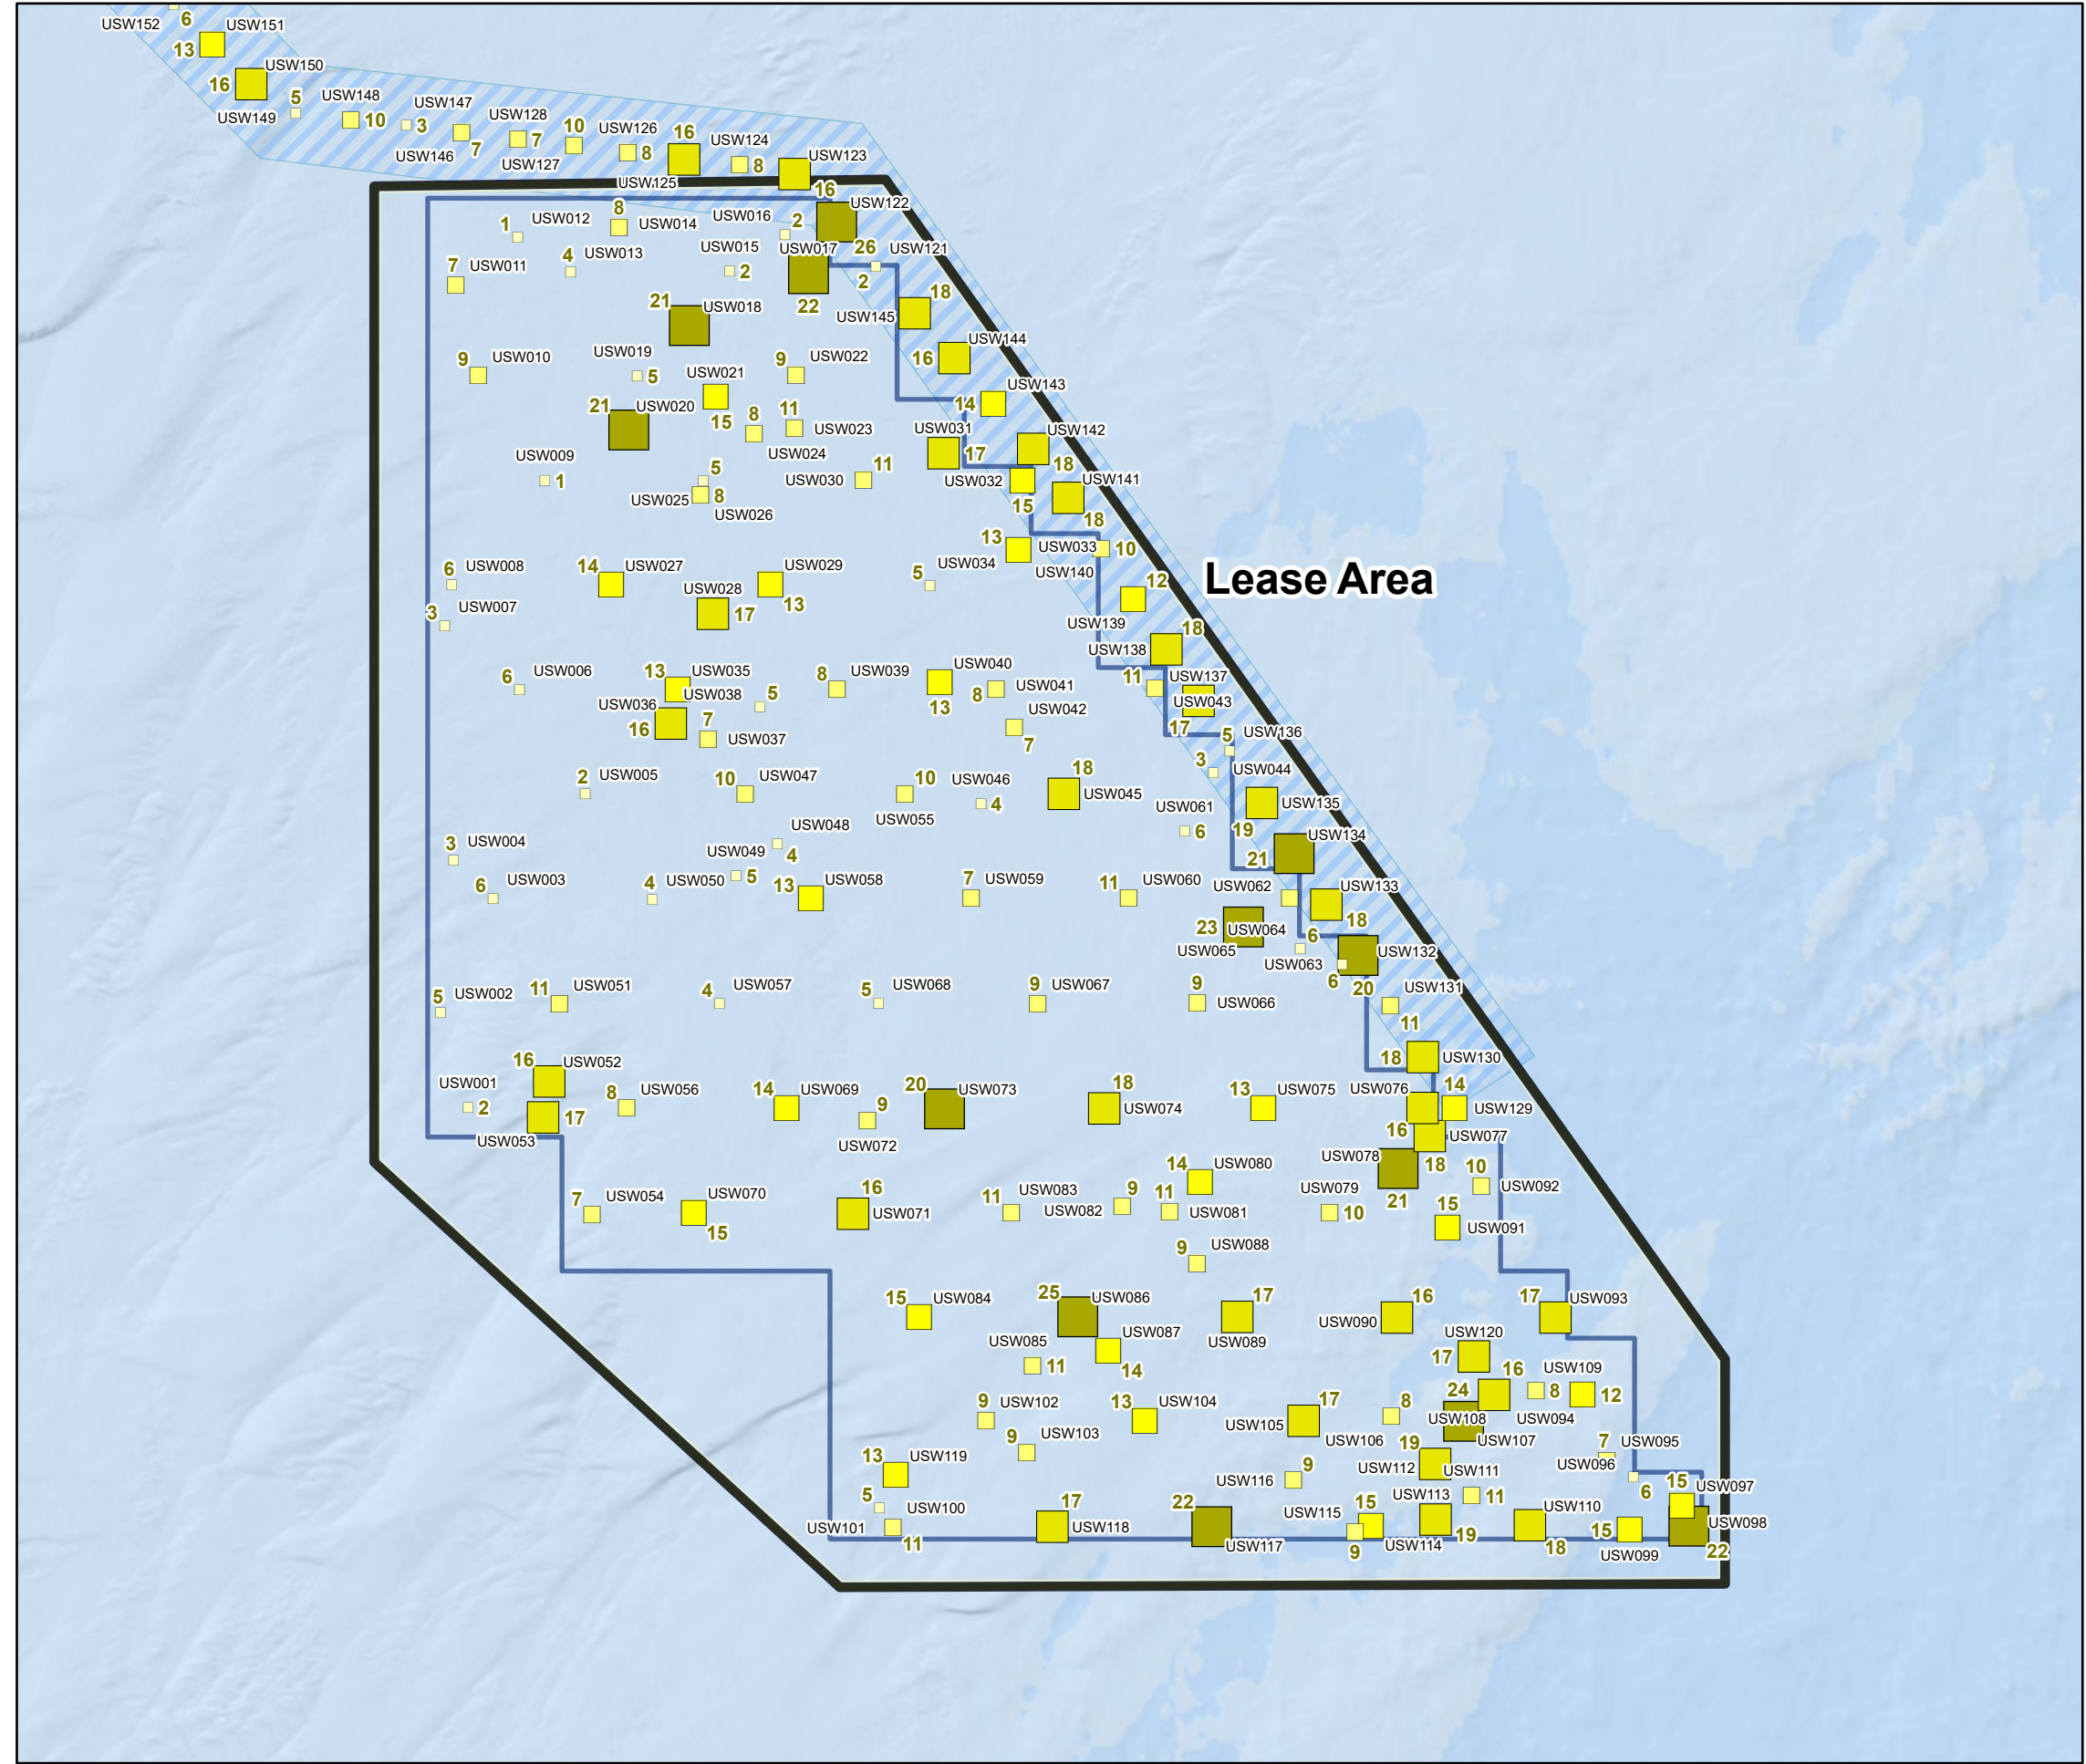 6
USW152
USW151
13
USW150
16
5
USW149
USW148
10
USW147
3
USW146
7
USW128
7
USW127
10
USW126
8
16
USW125
USW124
8
USW123
16
USW122
26
USW121
2
USW012
1
8
USW014
USW016
2
USW013
4
USW015
2
USW017
22
7
USW011
21
USW018
18
USW145
USW144
16
9
USW010
USW019
5
USW021
15
9
USW022
USW143
14
21
USW020
8
USW024
11
USW023
USW031
17
USW142
18
USW009
1
5
USW025
8
USW026
USW030
11
USW032
15
USW141
18
13
USW033
10
USW140
6
USW008
14
USW027
USW028
17
USW029
13
5
USW034
12
USW139
Lease Area
3
USW007
18
USW138
6
USW006
13
USW035
USW038
5
USW036
16
7
USW037
8
USW039
USW040
13
8
USW041
USW042
7
11
USW137
USW043
17
5
USW136
3
USW044
2
USW005
10
USW047
10
USW055
USW046
4
18
USW045
USW061
6
USW135
19
USW134
21
3
USW004
USW048
4
USW049
5
6
USW003
4
USW050
13
USW058
7
USW059
11
USW060
USW062
USW133
18
23
USW064
USW065
6
USW063
6
USW132
20
5
USW002
11
USW051
4
USW057
5
USW068
9
USW067
9
USW066
USW131
11
18
USW130
16
USW052
USW001
2
17
USW053
8
USW056
14
USW069
9
USW072
20
USW073
18
USW074
13
USW075
USW076
14
USW129
16
USW077
18
USW078
21
10
USW092
7
USW054
USW070
15
16
USW071
11
USW083
USW082
9
14
USW080
11
USW081
USW079
10
15
USW091
9
USW088
15
USW084
25
USW086
USW087
14
17
USW089
16
USW090
17
USW093
USW085
11
USW120
17
16
USW109
8
12
24
USW094
9
USW102
13
USW104
17
USW105
8
USW106
USW108
USW107
9
USW103
7
USW095
USW096
6
13
USW119
9
USW116
19
USW112
USW111
11
15
USW097
5
USW100
USW101
11
17
USW118
22
USW117
USW115
15
9
USW114
USW113
19
USW110
18
15
USW099
USW098
22